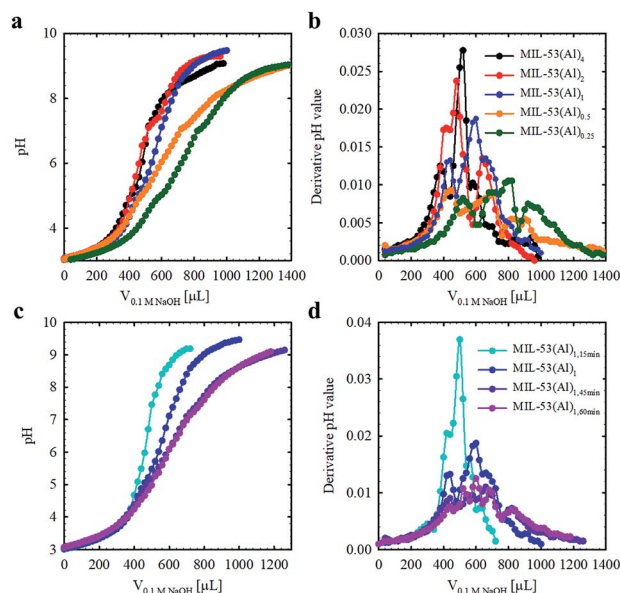 a
10
8
6
4
pH
0 200 400 600 800 1000 1200 1400
V0.1 M NaOH [µL]
b
0.030
0.025
0.020
0.015
0.010
0.005
0.000
Derivative pH value
MIL-53(Al)4
MIL-53(Al)2
MIL-53(Al)1
MIL-53(Al)0.5
MIL-53(Al)0.25
0 200 400 600 800 1000 1200 1400
V0.1 M NaOH [µL]
c
10
9
8
7
6
5
4
3
pH
0 200 400 600 800 1000 1200
V0.1 M NaOH [µL]
d
0.04
0.03
0.02
0.01
0.00
Derivative pH value
MIL-53(Al)1,15min
MIL-53(Al)1
MIL-53(Al)1,45min
MIL-53(Al)1,60min
0 200 400 600 800 1000 1200 1400
V0.1 M NaOH [µL]